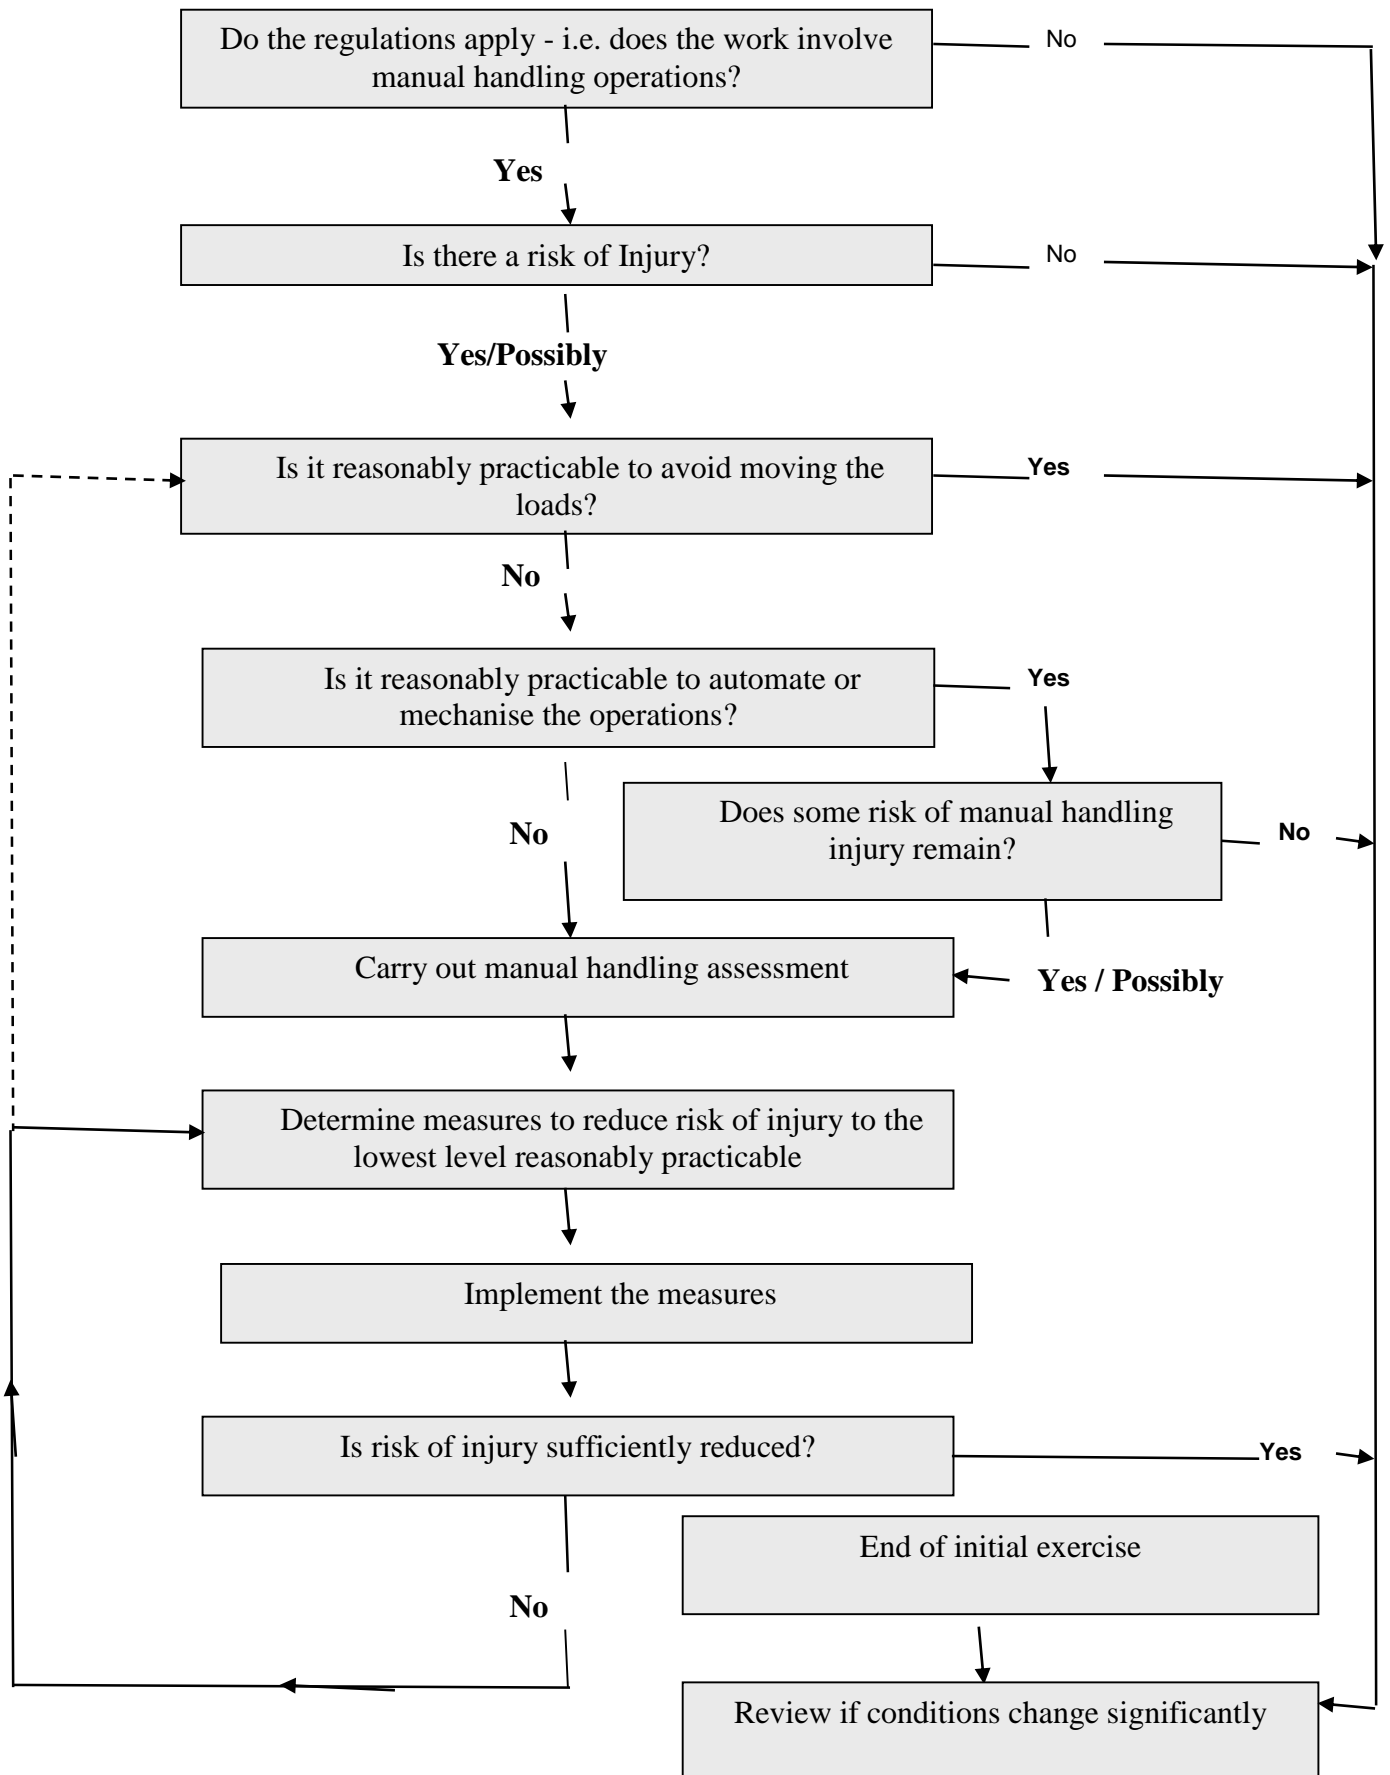 Do the regulations apply - i.e. does the work involve
manual handling operations?
No
Yes
Is there a risk of Injury?
No
Yes/Possibly
Is it reasonably practicable to avoid moving the
loads?
Yes
No
Is it reasonably practicable to automate or
mechanise the operations?
Yes
Does some risk of manual handling
injury remain?
No
No
Carry out manual handling assessment
Yes / Possibly
Determine measures to reduce risk of injury to the
lowest level reasonably practicable
Implement the measures
Is risk of injury sufficiently reduced?
Yes
End of initial exercise
No
Review if conditions change significantly